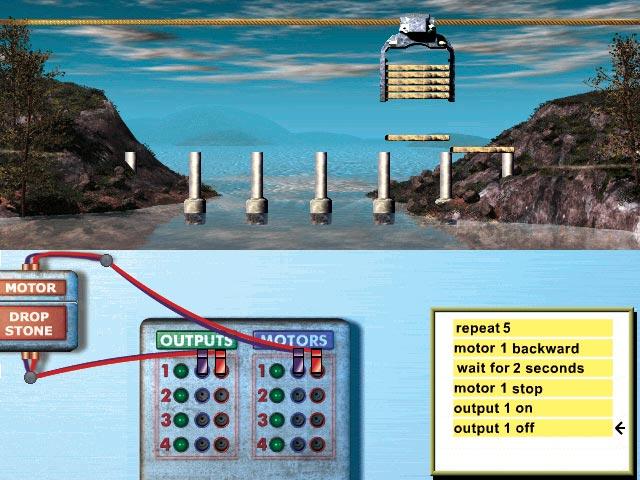 MOTOR
DROP
STONE
OUTPUTS MOTORS
1 1
2 2
3 3
4 4
repeat 5
motor 1 backward
wait for 2 seconds
motor 1 stop
output 1 on
output 1 off